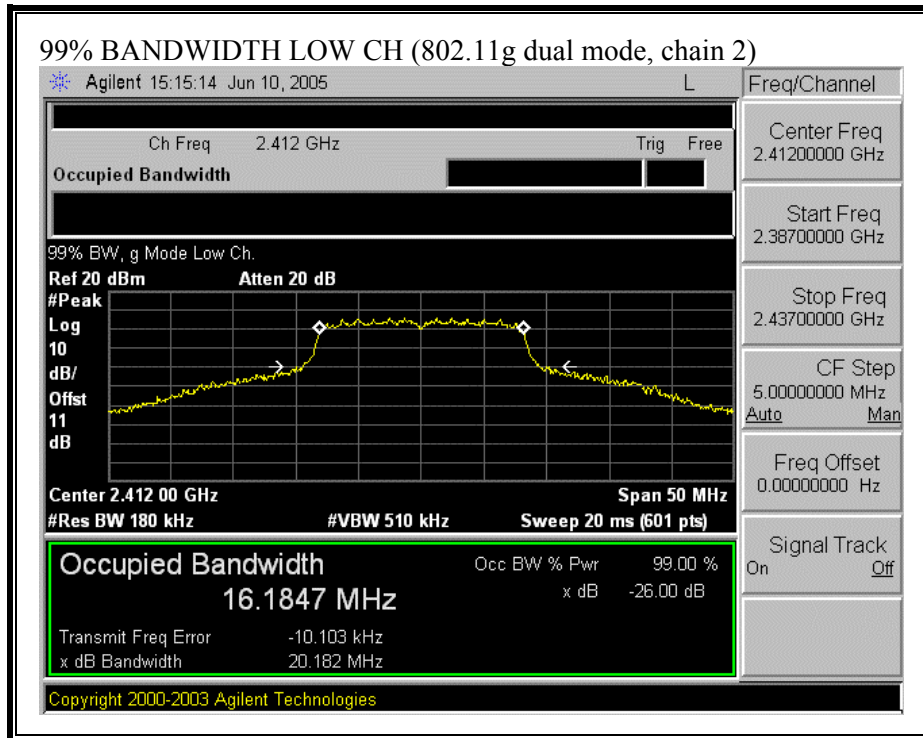 99% BANDWIDTH LOW CH (802.11g dual mode, chain 2)
Agilent 15:15:14 Jun 10, 2005 L Freq/Channel
Ch Freq 2.412 GHz Trig Free
Occupied Bandwidth
Center Freq
2.41200000 GHz
Start Freq
2.38700000 GHz
Stop Freq
2.43700000 GHz
CF Step
5.00000000 MHz
Auto Man
Freq Offset
0.00000000 Hz
Signal Track
On Off
99% BW, g Mode Low Ch.
Ref 20 dBm Atten 20 dB
#Peak
Log
10
dB/
Offst
11
dB
Center 2.412 00 GHz Span 50 MHz
#Res BW 180 kHz #VBW 510 kHz Sweep 20 ms (601 pts)
Occupied Bandwidth Occ BW % Pwr 99.00 %
16.1847 MHz x dB -26.00 dB
Transmit Freq Error -10.103 kHz
x dB Bandwidth 20.182 MHz
Copyright 2000-2003 Agilent Technologies